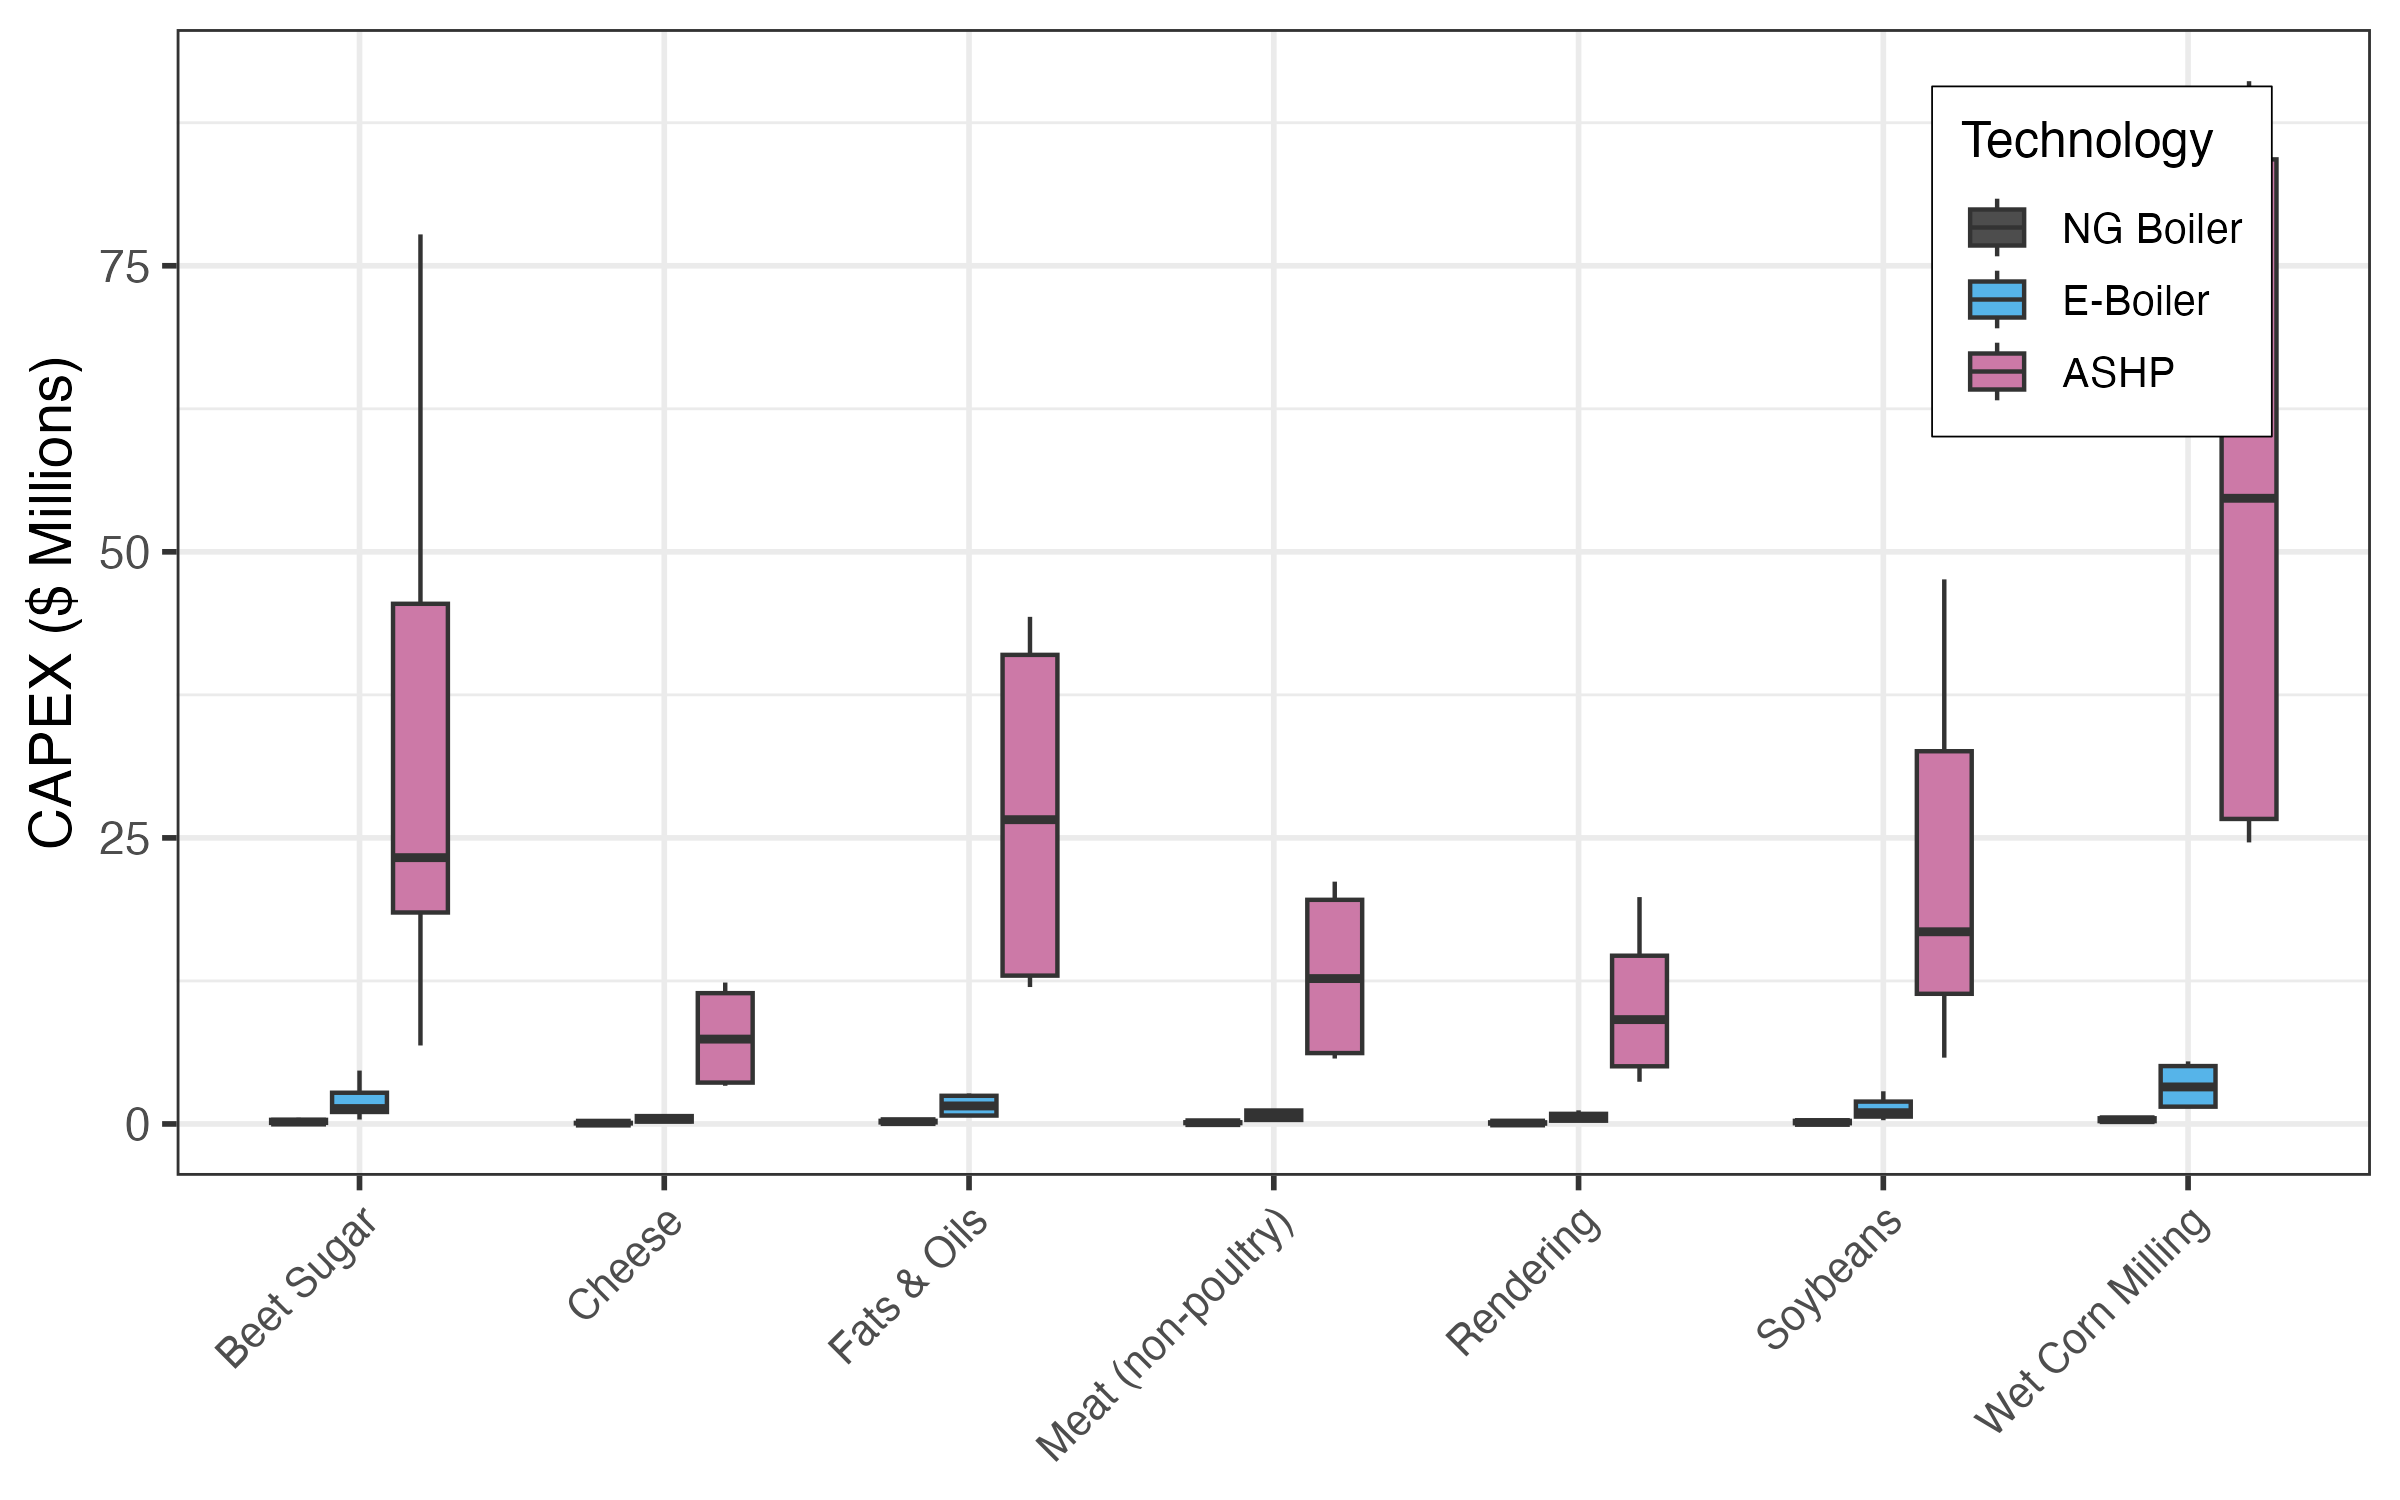 Technology
NG Boiler
E-Boiler
ASHP
CAPEX ($ Millions)
75
50
25
0
Beet Sugar
Cheese
Fats & Oils
Meat (non-poultry)
Rendering
Soybeans
Wet Corn Milling